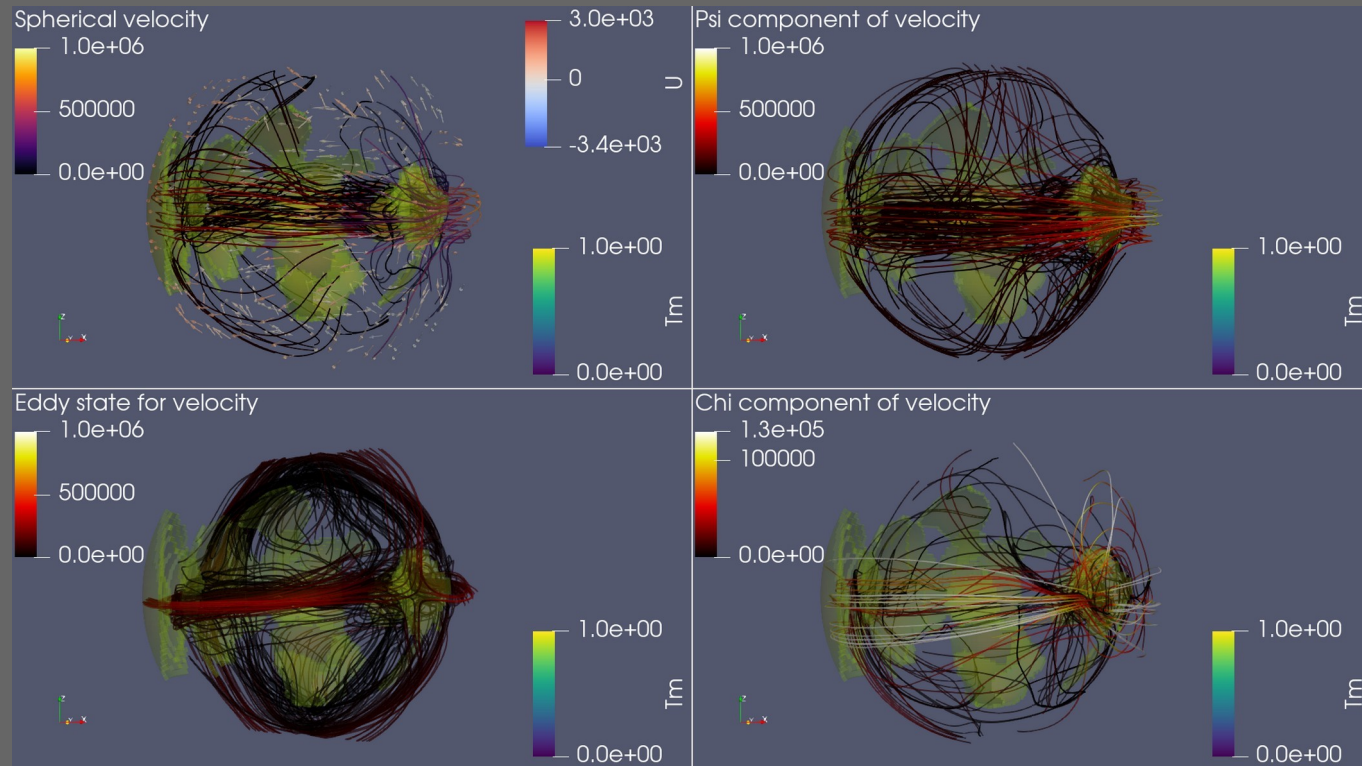 Spherical velocity
1.0e+06
500000
0.0e+00
3.0e+03
0
-3.4e+03
U
1.0e+00
0.0e+00
Tm
Z
Y X
Psi component of velocity
1.0e+06
500000
0.0e+00
1.0e+00
0.0e+00
Tm
Z
Y X
Eddy state for velocity
1.0e+06
500000
0.0e+00
1.0e+00
0.0e+00
Tm
Z
Y X
Chi component of velocity
1.3e+05
100000
0.0e+00
1.0e+00
0.0e+00
Tm
Z
Y X